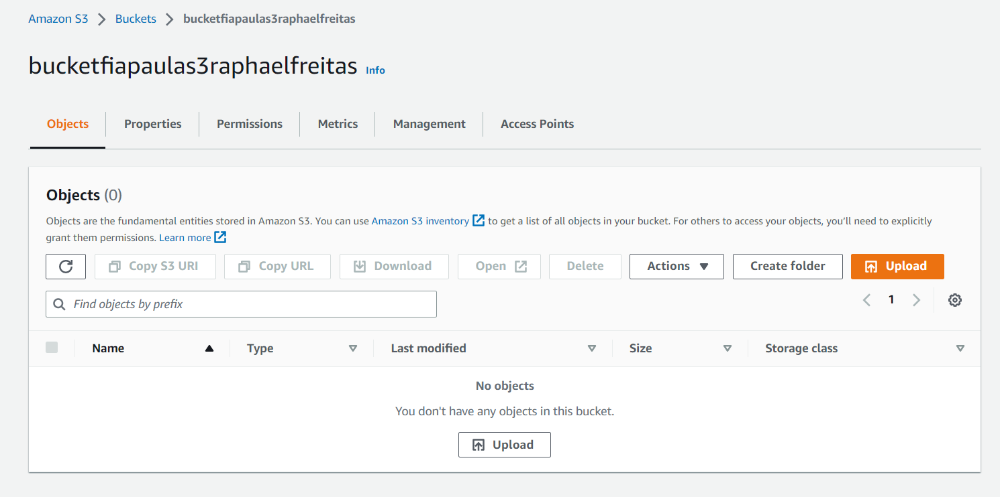 Amazon S3 Buckets bucketfiapaulas3raphaelfreitas
bucketfiapaulas3raphaelfreitas Info
Objects Properties Permissions Metrics Management Access Points
Objects (0)
Objects are the fundamental entities stored in Amazon S3. You can use Amazon S3 inventory to get a list of all objects in your bucket. For others to access your objects, you’ll need to explicitly
grant them permissions. Learn more
Copy S3 URI Copy URL Download Open Delete Actions Create folder Upload
Find objects by prefix 1
Name Type Last modified Size Storage class
No objects
You don't have any objects in this bucket.
Upload